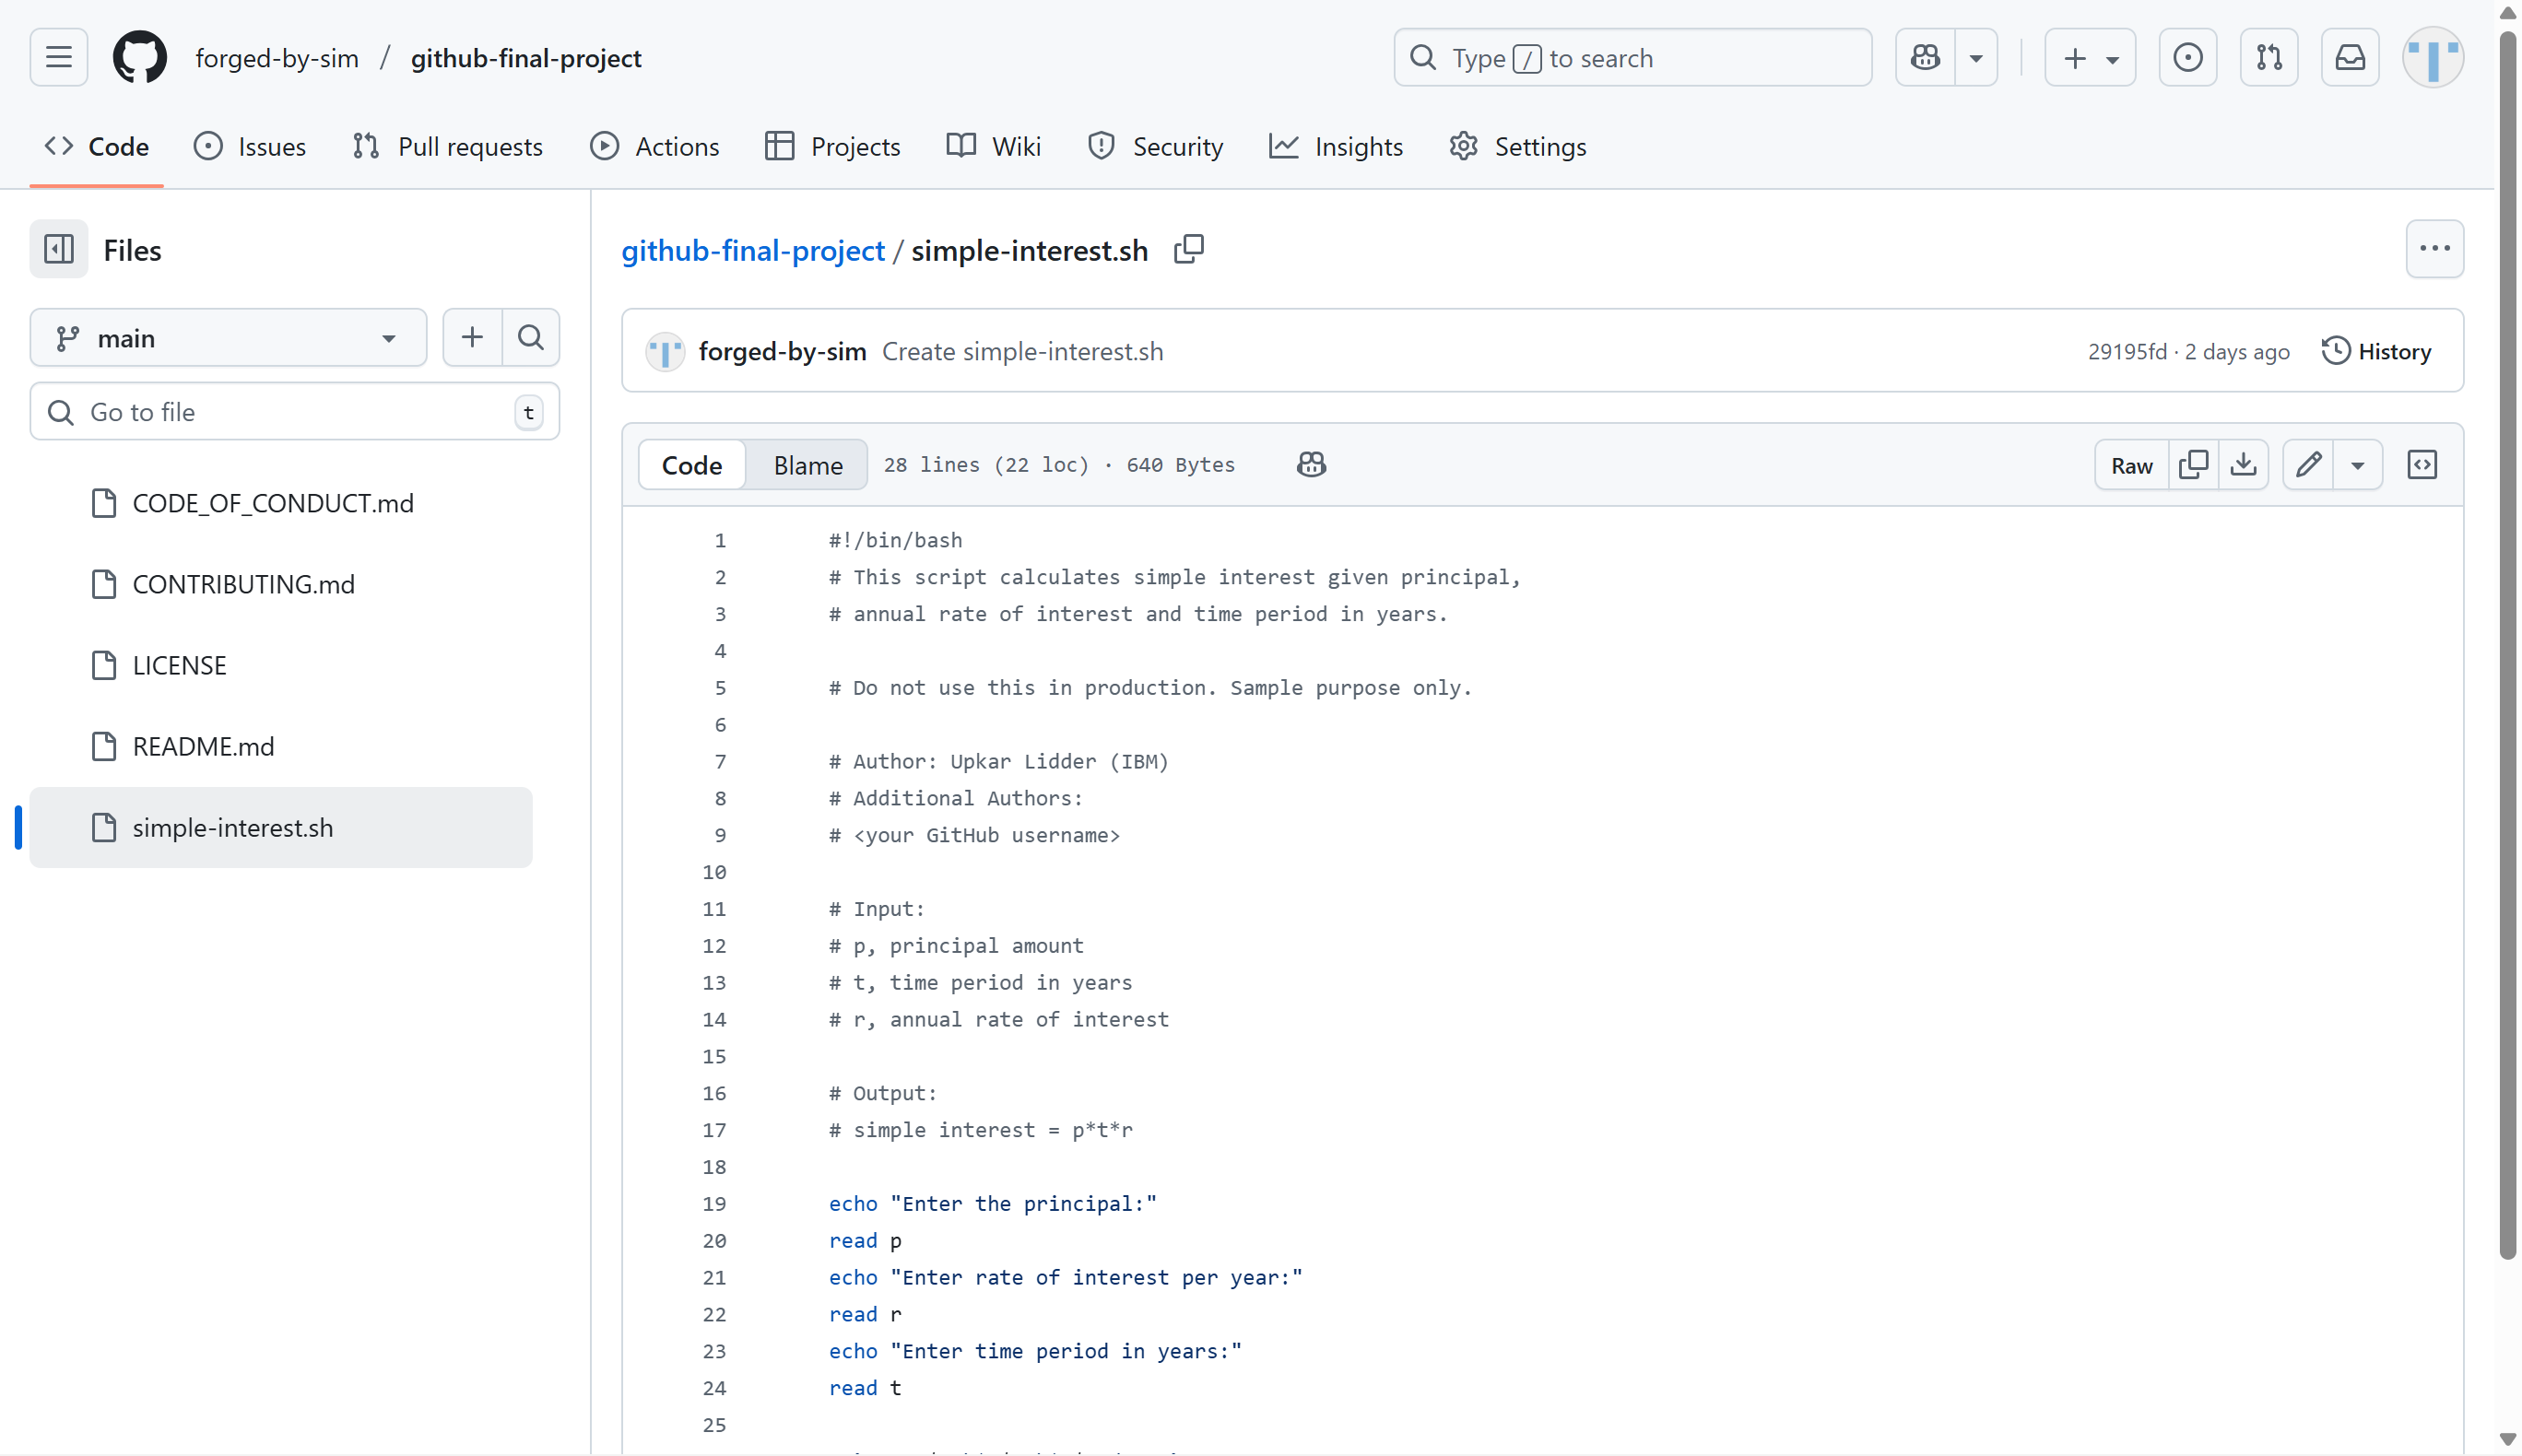 forged-by-sim / github-final-project
Type / to search
Code Issues Pull requests Actions Projects Wiki Security Insights Settings
Files
main
Go to file t
CODE_OF_CONDUCT.md
CONTRIBUTING.md
LICENSE
README.md
simple-interest.sh
github-final-project / simple-interest.sh
forged-by-sim Create simple-interest.sh 29195fd · 2 days ago History
Code Blame 28 lines (22 loc) · 640 Bytes Raw
1 #!/bin/bash
2 # This script calculates simple interest given principal,
3 # annual rate of interest and time period in years.
4
5 # Do not use this in production. Sample purpose only.
6
7 # Author: Upkar Lidder (IBM)
8 # Additional Authors:
9 # <your GitHub username>
10
11 # Input:
12 # p, principal amount
13 # t, time period in years
14 # r, annual rate of interest
15
16 # Output:
17 # simple interest = p*t*r
18
19 echo "Enter the principal:"
20 read p
21 echo "Enter rate of interest per year:"
22 read r
23 echo "Enter time period in years:"
24 read t
25